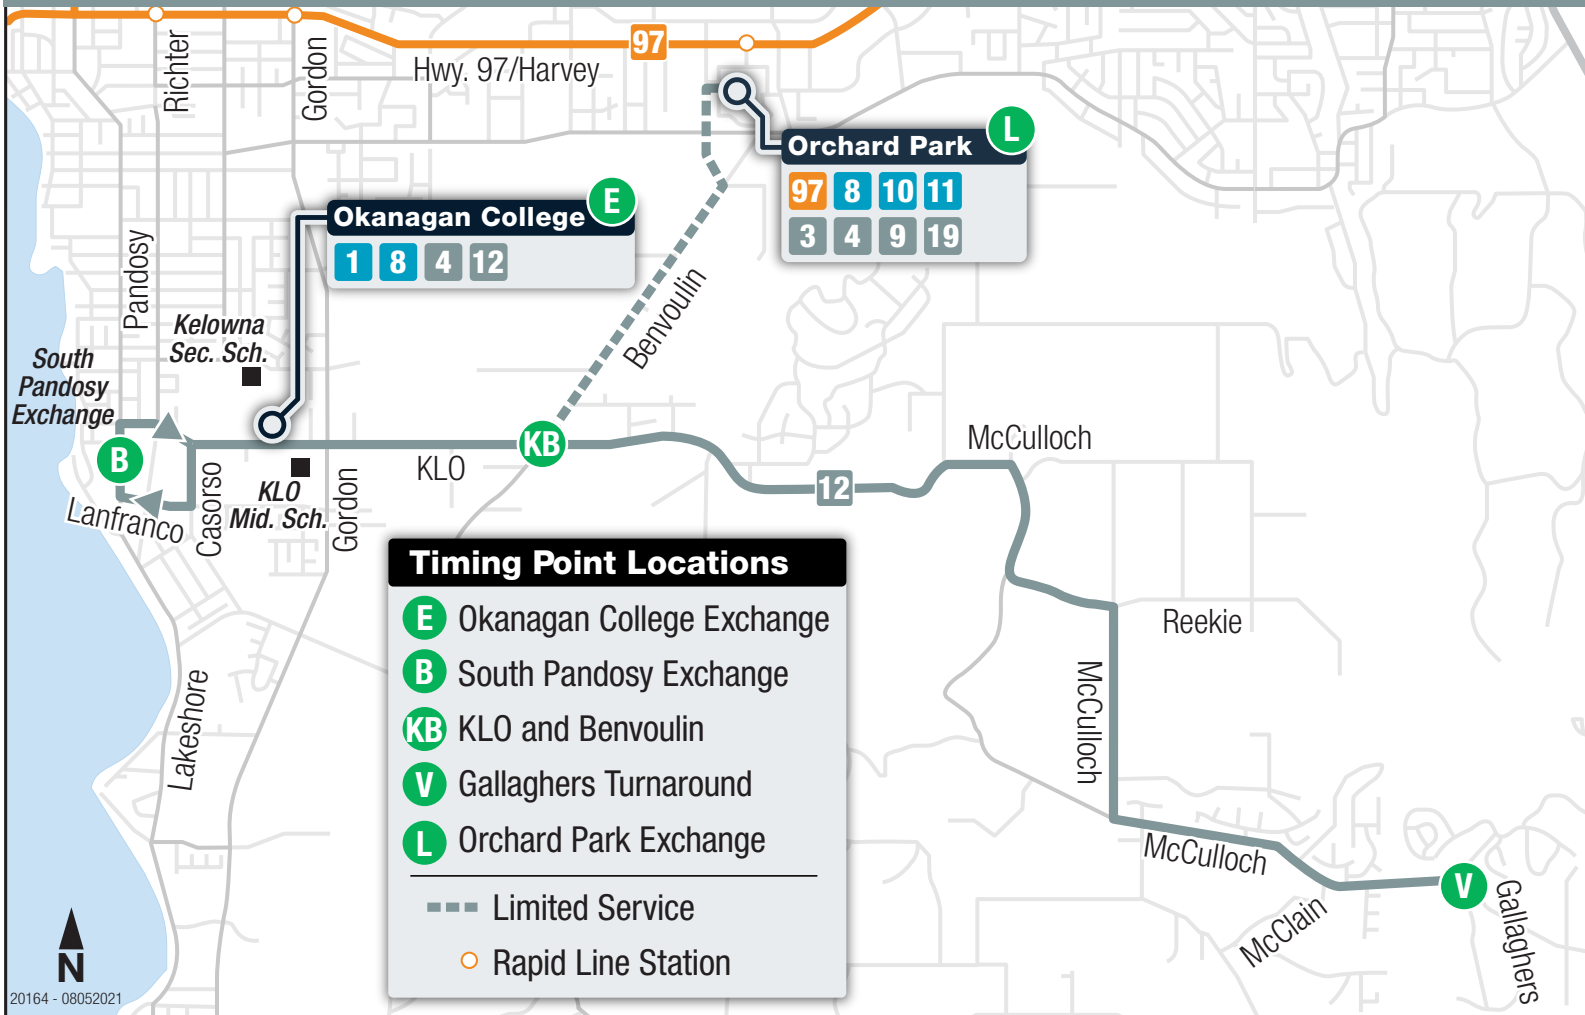 97
Hwy. 97/Harvey
Richter
Gordon
Orchard Park
L
97 8 10 11
3 4 9 19
Okanagan College
E
1 8 4 12
Pandosy
Benvoulin
Kelowna
Sec. Sch.
South
Pandosy
Exchange
B
Lanfranco
Casorso
KLO
Mid. Sch.
Gordon
KLO
KB
12
McCulloch
Reekie
McCulloch
McCulloch
McClain
V
Gallaghers
Lakeshore
Timing Point Locations
E Okanagan College Exchange
B South Pandosy Exchange
KB KLO and Benvoulin
V Gallaghers Turnaround
L Orchard Park Exchange
Limited Service
Rapid Line Station
N
20164 - 08052021